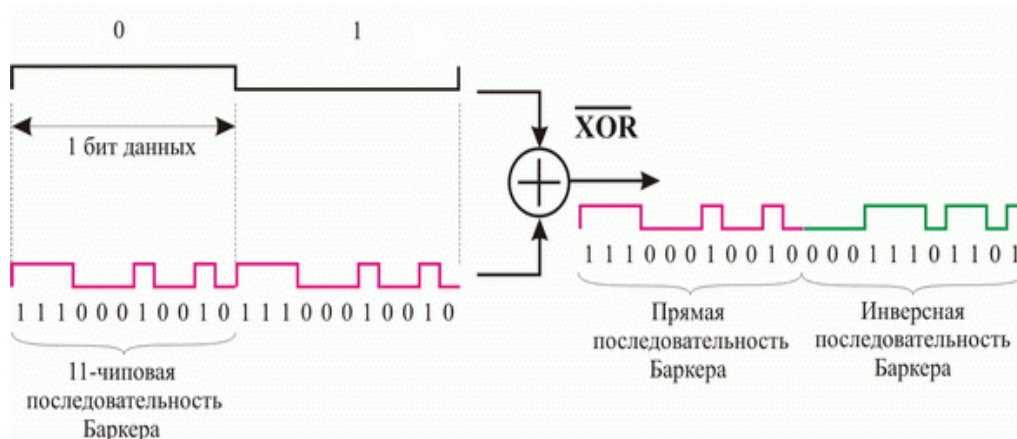 0 1
1 бит данных
XOR
1 1 1 0 0 0 1 0 0 1 0 1 1 1 0 0 0 1 0 0 1 0
11-чиповая
последовательность
Баркера
1 1 1 0 0 0 1 0 0 1 0 0 0 0 1 1 1 0 1 1 0 1
Прямая
последовательность
Баркера
Инверсная
последовательность
Баркера